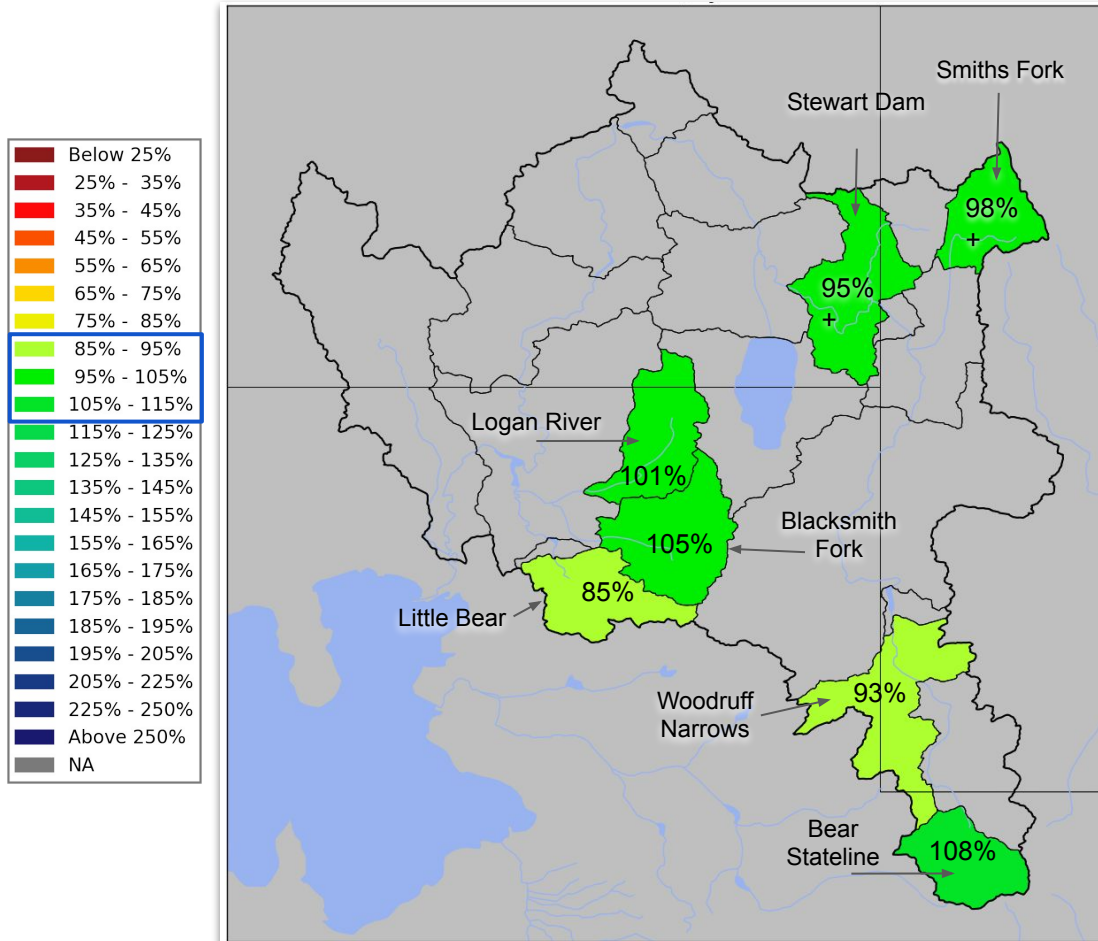 Below 25%
25% - 35%
35% - 45%
45% - 55%
55% - 65%
65% - 75%
75% - 85%
85% - 95%
95% - 105%
105% - 115%
115% - 125%
125% - 135%
135% - 145%
145% - 155%
155% - 165%
165% - 175%
175% - 185%
185% - 195%
195% - 205%
205% - 225%
225% - 250%
Above 250%
NA
Smiths Fork
Stewart Dam
98%
95%
Logan River
101%
Blacksmith
Fork
105%
85%
Little Bear
Woodruff
Narrows
93%
Bear
Stateline
108%